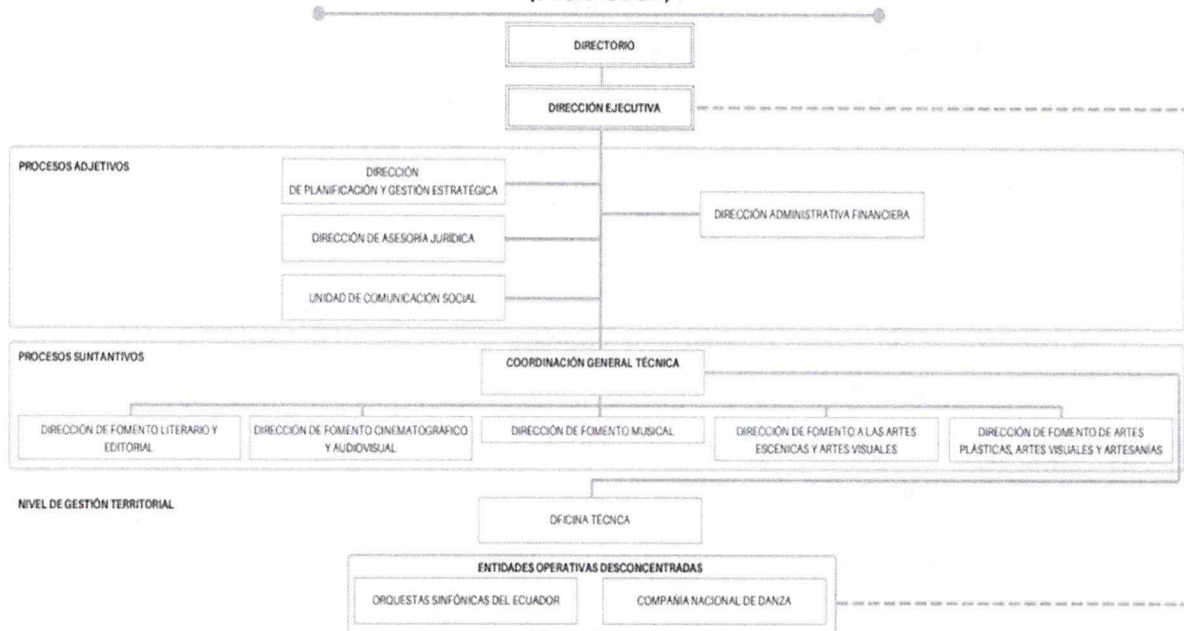 DIRECTORIO
DIRECCIÓN EJECUTIVA
PROCESOS ADJETIVOS
DIRECCIÓN
DE PLANIFICACIÓN Y GESTIÓN ESTRATÉGICA
DIRECCIÓN ADMINISTRATIVA FINANCIERA
DIRECCIÓN DE ASESORÍA JURÍDICA
UNIDAD DE COMUNICACIÓN SOCIAL
PROCESOS SUNTANTIVOS
COORDINACIÓN GENERAL TÉCNICA
DIRECCIÓN DE FOMENTO LITERARIO Y
EDITORIAL
DIRECCIÓN DE FOMENTO CINEMATOGRÁFICO
Y AUDIOVISUAL
DIRECCIÓN DE FOMENTO MUSICAL
DIRECCIÓN DE FOMENTO A LAS ARTES
ESCÉNICAS Y ARTES VISUALES
DIRECCIÓN DE FOMENTO DE ARTES
PLÁSTICAS, ARTES VISUALES Y ARTESANÍAS
NIVEL DE GESTIÓN TERRITORIAL
OFICINA TÉCNCA
ENTIDADES OPERATIVAS DESCONCENTRADAS
ORQUESTAS SINFÓNICAS DEL ECUADOR
COMPAÑÍA NACIONAL DE DANZA